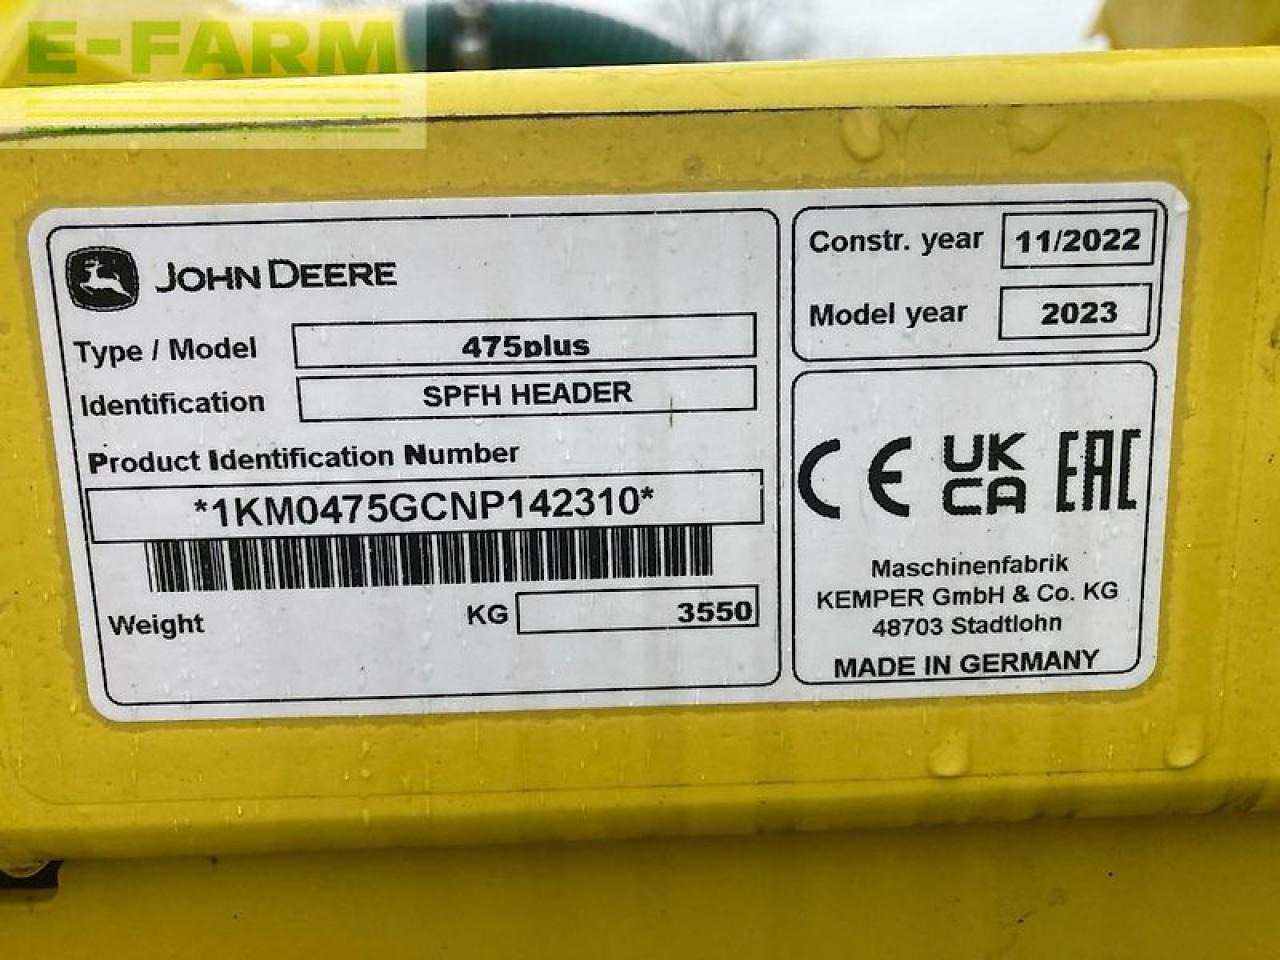 E-FARM
JOHN DEERE
Type / Model 475plus
Identification SPFH HEADER
Product Identification Number
*1KM0475GCNP142310*
Weight KG 3550
Constr. year 11/2022
Model year 2023
CE UK CA EAC
Maschinenfabrik
KEMPER GmbH & Co. KG
48703 Stadtlohn
MADE IN GERMANY